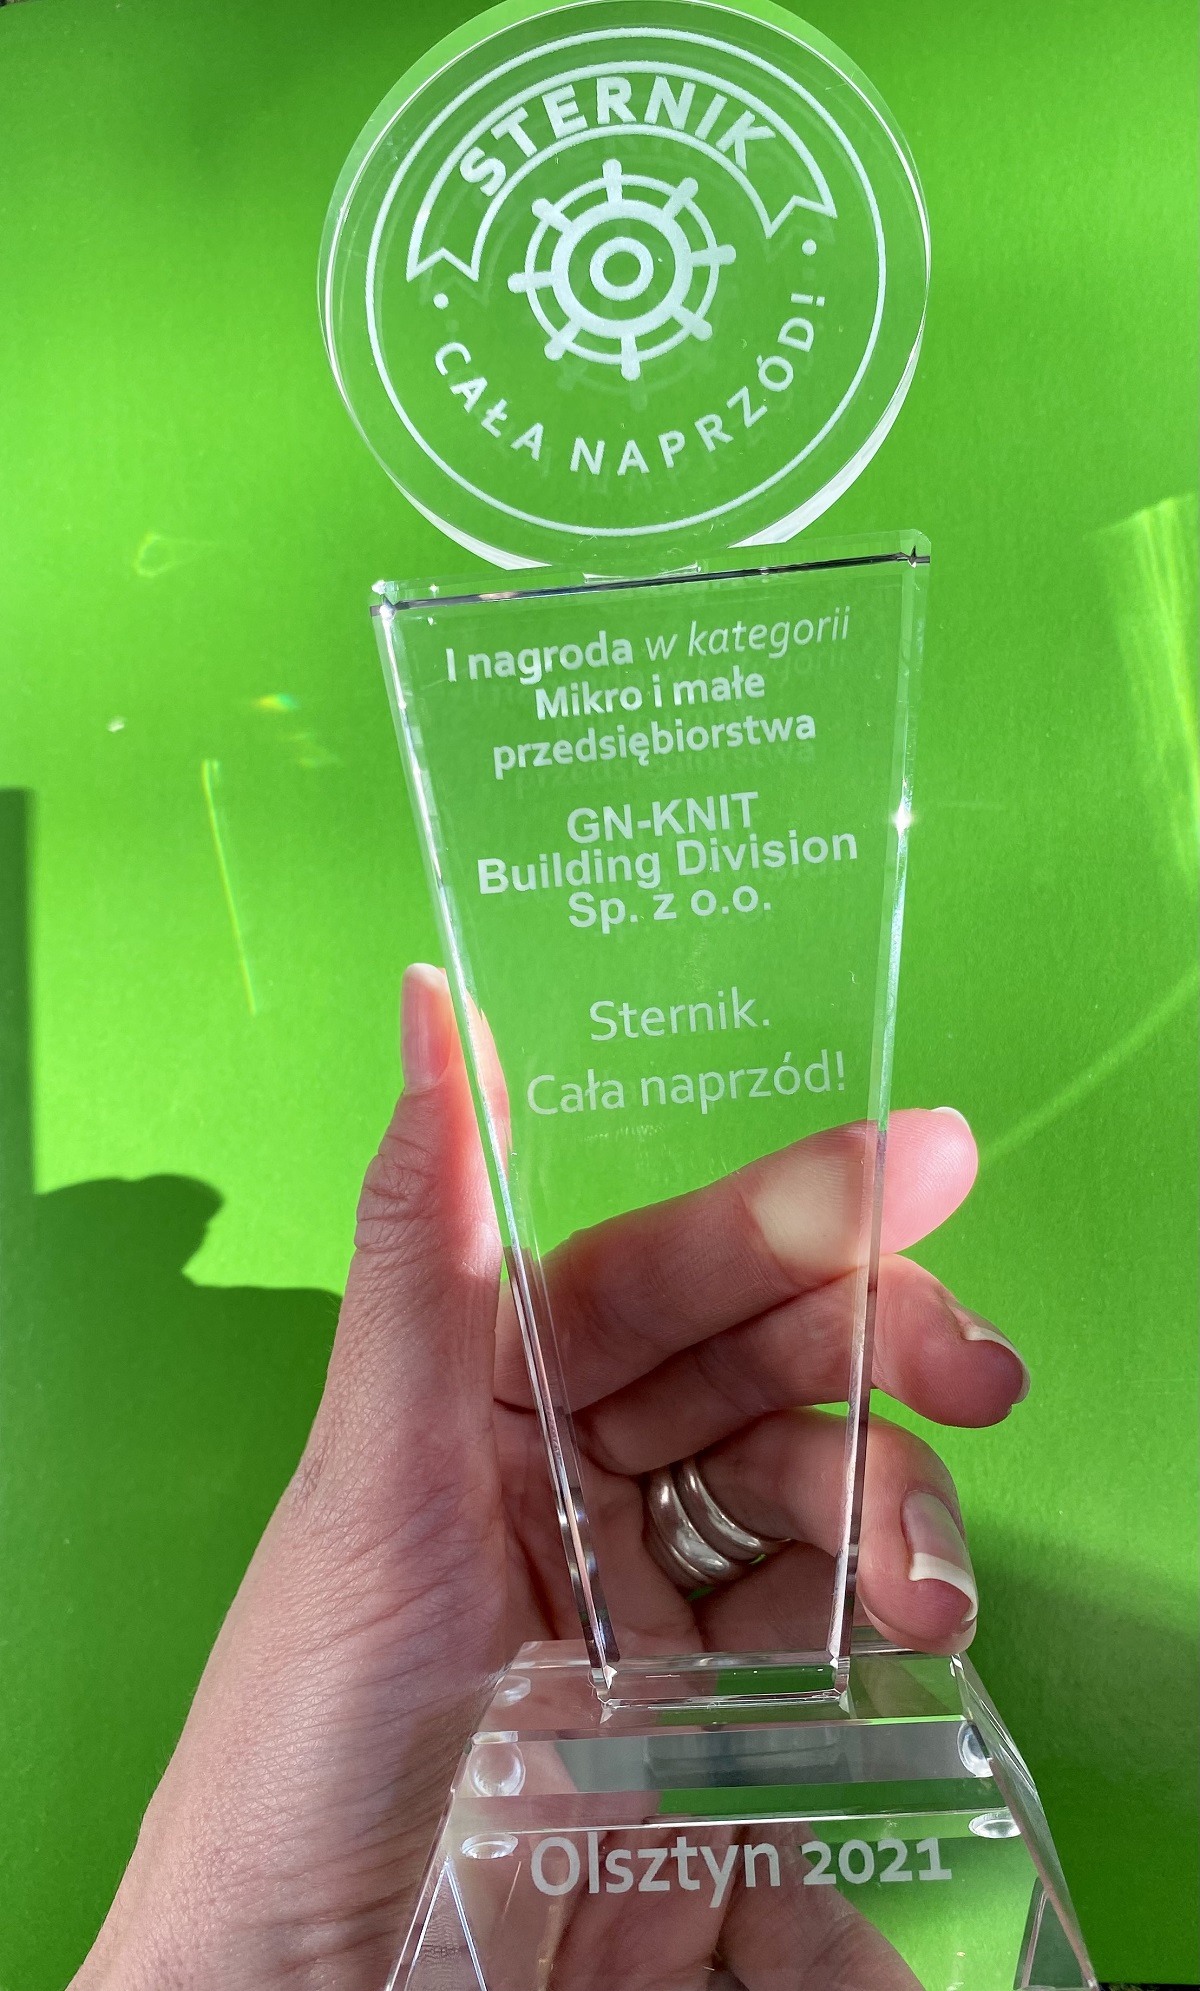 STERNIK
· CAŁA NAPRZÓD! ·
I nagroda w kategorii
Mikro i małe
przedsiębiorstwa
GN-KNIT
Building Division
Sp. z o.o.
Sternik.
Cała naprzód!
Olsztyn 2021